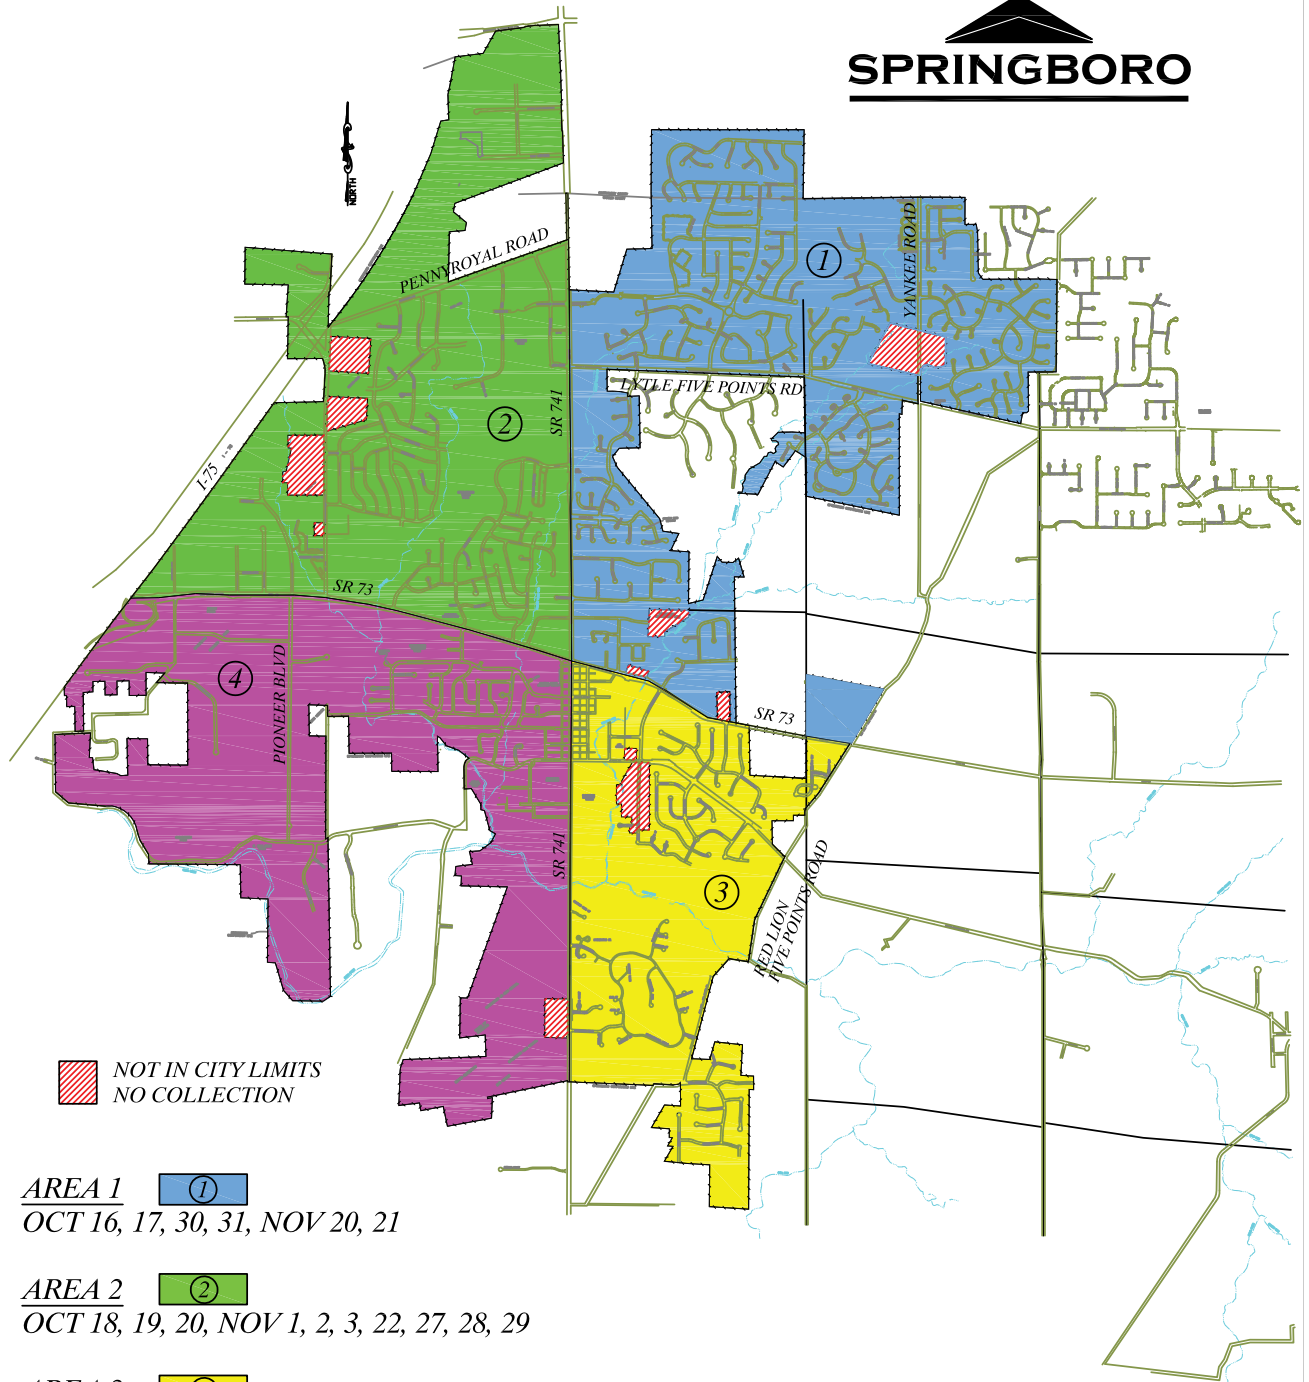 SPRINGBORO
NORTH
PENNYROYAL ROAD
1
YANKEE ROAD
LYTLE FIVE POINTS RD
SR 741
2
I-75
SR 73
4
PIONEER BLVD
SR 73
SR 741
3
RED LION
FIVE POINTS ROAD
NOT IN CITY LIMITS
NO COLLECTION
AREA 1 1
OCT 16, 17, 30, 31, NOV 20, 21
AREA 2 2
OCT 18, 19, 20, NOV 1, 2, 3, 22, 27, 28, 29